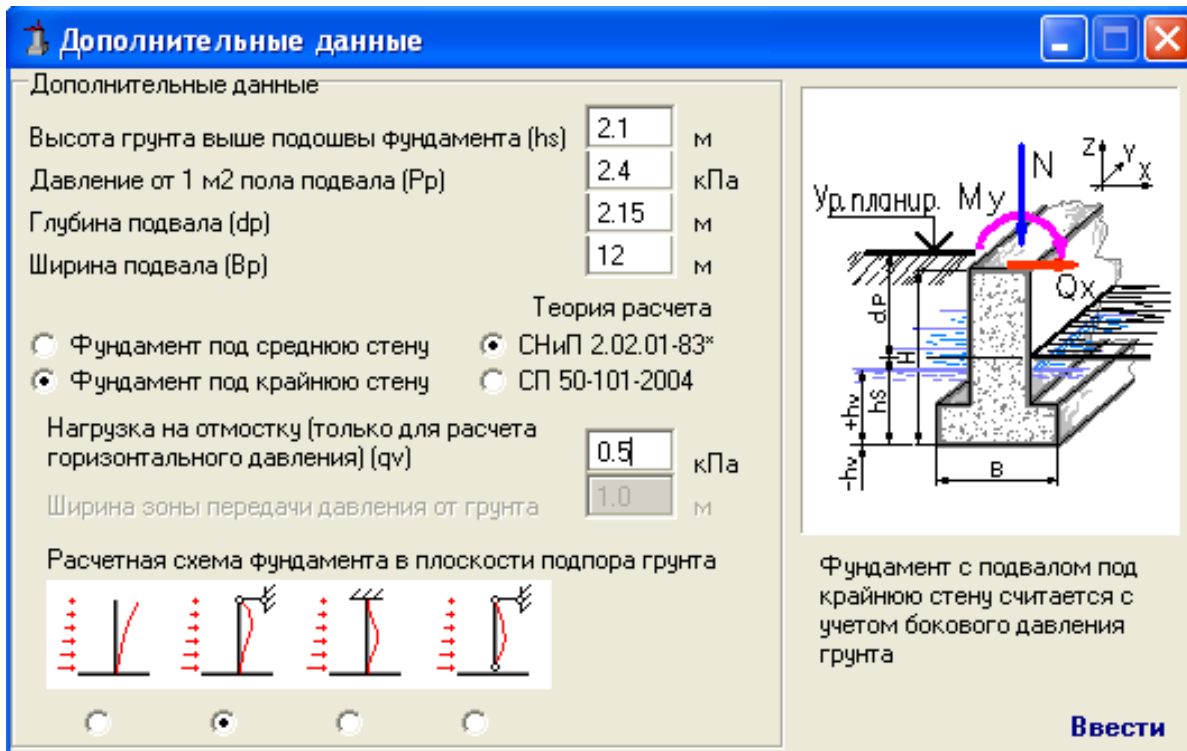 Дополнительные данные
Дополнительные данные
Высота грунта выше подошвы фундамента (hs) 2.1 м
Давление от 1 м2 пола подвала (Рр) 2.4 кПа
Глубина подвала (dp) 2.15 м
Ширина подвала (Вр) 12 м
Теория расчета
Фундамент под среднюю стену СНиП 2.02.01-83*
Фундамент под крайнюю стену СП 50-101-2004
Нагрузка на отмостку (только для расчета
горизонтального давления) (qv) 0.5 кПа
Ширина зоны передачи давления от грунта 1.0 м
Расчетная схема фундамента в плоскости подпора грунта
Z Y X
N
Ур. планир. My
Qx
dP
H
hS
+hv
-hv
B
Фундамент с подвалом под
крайнюю стену считается с
учетом бокового давления
грунта
Ввести